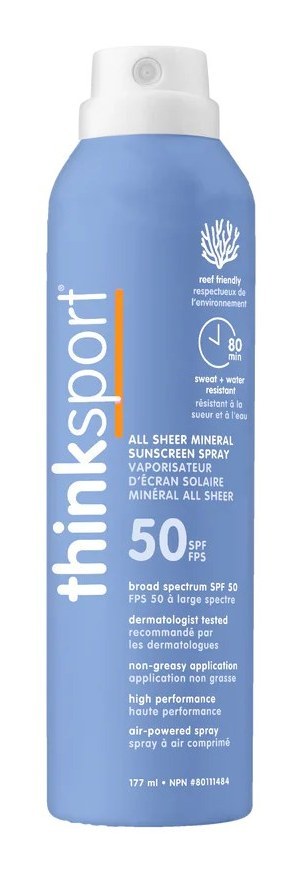 thinksport®
reef friendly
respectueux de
l'environnement
80
min
sweat + water
resistant
résistant à la
sueur et à l'eau
ALL SHEER MINERAL
SUNSCREEN SPRAY
VAPORISATEUR
D'ÉCRAN SOLAIRE
MINÉRAL ALL SHEER
50 SPF
FPS
broad spectrum SPF 50
FPS 50 à large spectre
dermatologist tested
recommandé par
les dermatologues
non-greasy application
application non grasse
high performance
haute performance
air-powered spray
spray à air comprimé
177 ml • NPN #80111484